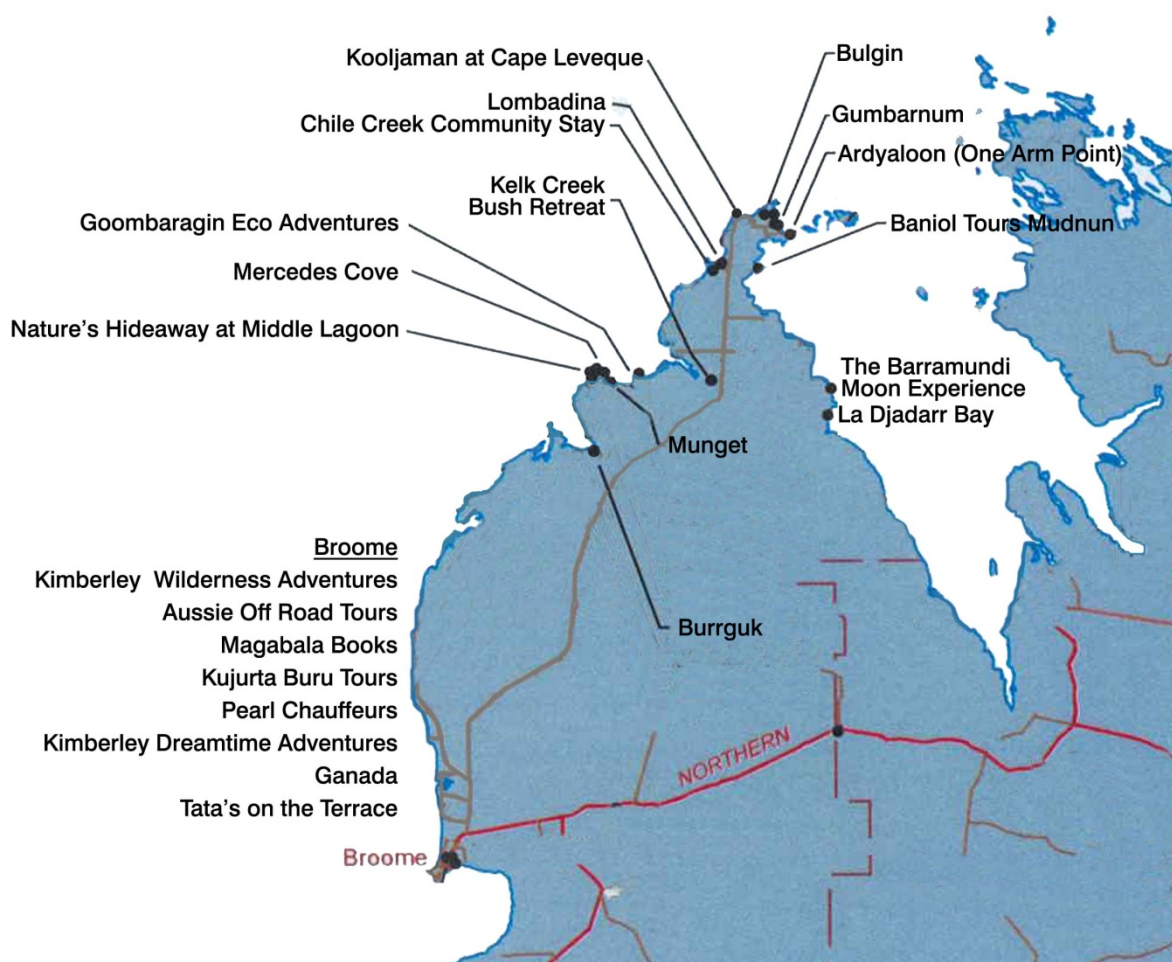 Kooljaman at Cape Leveque
Bulgin
Lombadina
Chile Creek Community Stay
Gumbarnum
Ardyaloon (One Arm Point)
Kelk Creek
Bush Retreat
Goombaragin Eco Adventures
Baniol Tours Mudnun
Mercedes Cove
Nature's Hideaway at Middle Lagoon
The Barramundi
Moon Experience
La Djadarr Bay
Munget
Burrguk
Broome
Kimberley Wilderness Adventures
Aussie Off Road Tours
Magabala Books
Kujurta Buru Tours
Pearl Chauffeurs
Kimberley Dreamtime Adventures
Ganada
Tata's on the Terrace
NORTHERN
Broome